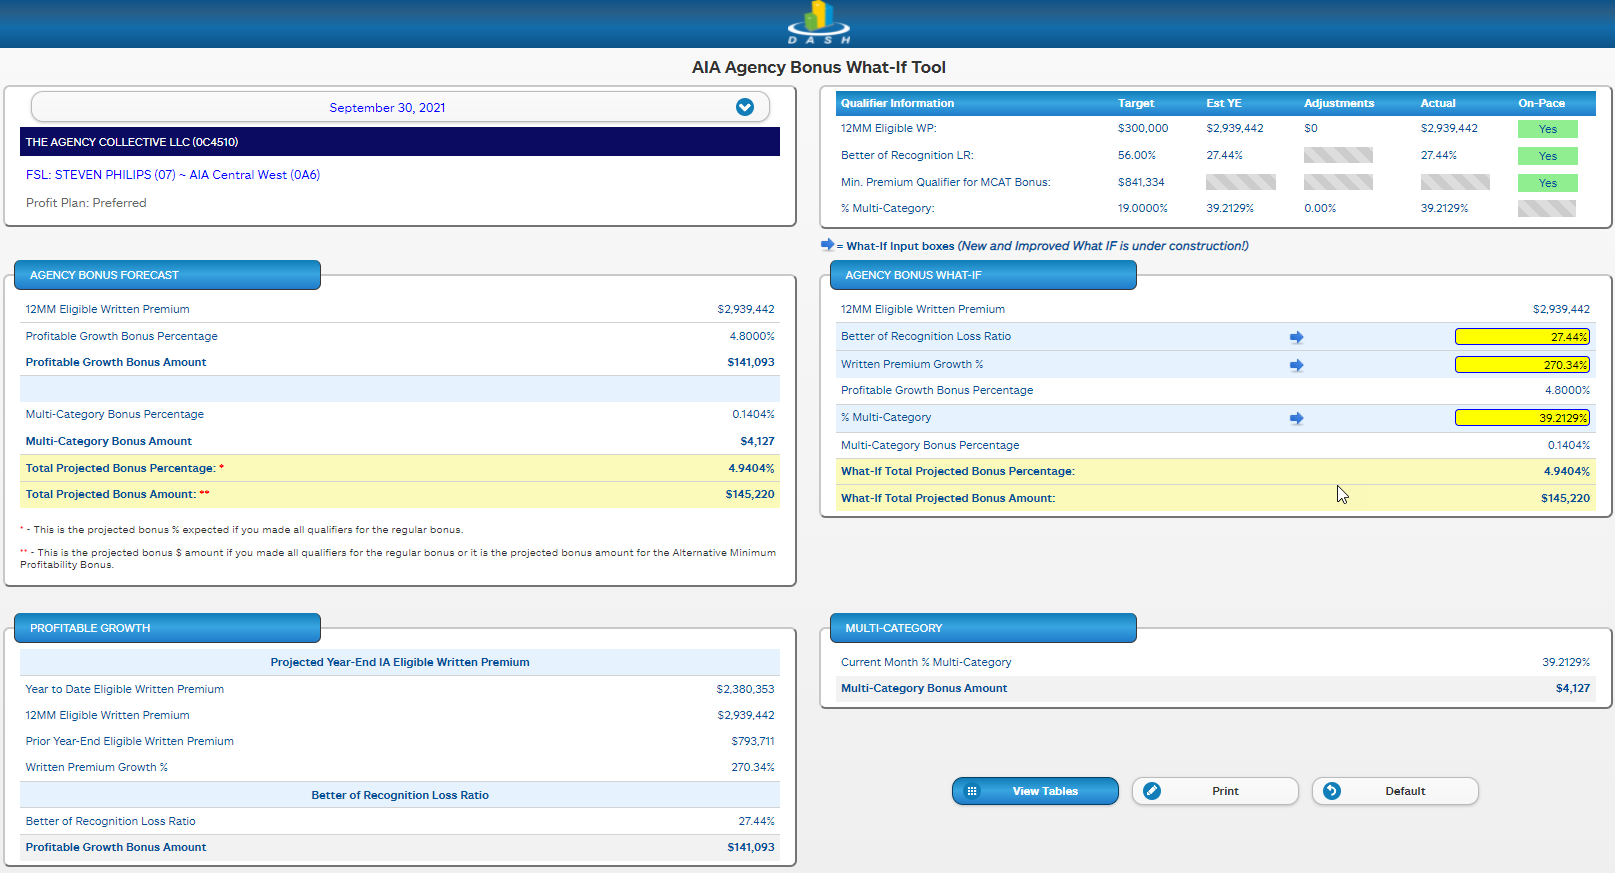 DASH
AIA Agency Bonus What-If Tool
September 30, 2021
THE AGENCY COLLECTIVE LLC (0C4510)
FSL: STEVEN PHILIPS (07) ~ AIA Central West (0A6)
Profit Plan: Preferred
Qualifier Information Target Est YE Adjustments Actual On-Pace
12MM Eligible WP: $300,000 $2,939,442 $0 $2,939,442 Yes
Better of Recognition LR: 56.00% 27.44% 27.44% Yes
Min. Premium Qualifier for MCAT Bonus: $841,334 Yes
% Multi-Category: 19.0000% 39.2129% 0.00% 39.2129%
= What-If Input boxes (New and Improved What IF is under construction!)
AGENCY BONUS FORECAST
12MM Eligible Written Premium $2,939,442
Profitable Growth Bonus Percentage 4.8000%
Profitable Growth Bonus Amount $141,093
Multi-Category Bonus Percentage 0.1404%
Multi-Category Bonus Amount $4,127
Total Projected Bonus Percentage: * 4.9404%
Total Projected Bonus Amount: ** $145,220
* - This is the projected bonus % expected if you made all qualifiers for the regular bonus.
** - This is the projected bonus $ amount if you made all qualifiers for the regular bonus or it is the projected bonus amount for the Alternative Minimum
Profitability Bonus.
AGENCY BONUS WHAT-IF
12MM Eligible Written Premium $2,939,442
Better of Recognition Loss Ratio 27.44%
Written Premium Growth % 270.34%
Profitable Growth Bonus Percentage 4.8000%
% Multi-Category 39.2129%
Multi-Category Bonus Percentage 0.1404%
What-If Total Projected Bonus Percentage: 4.9404%
What-If Total Projected Bonus Amount: $145,220
PROFITABLE GROWTH
Projected Year-End IA Eligible Written Premium
Year to Date Eligible Written Premium $2,380,353
12MM Eligible Written Premium $2,939,442
Prior Year-End Eligible Written Premium $793,711
Written Premium Growth % 270.34%
Better of Recognition Loss Ratio
Better of Recognition Loss Ratio 27.44%
Profitable Growth Bonus Amount $141,093
MULTI-CATEGORY
Current Month % Multi-Category 39.2129%
Multi-Category Bonus Amount $4,127
View Tables Print Default